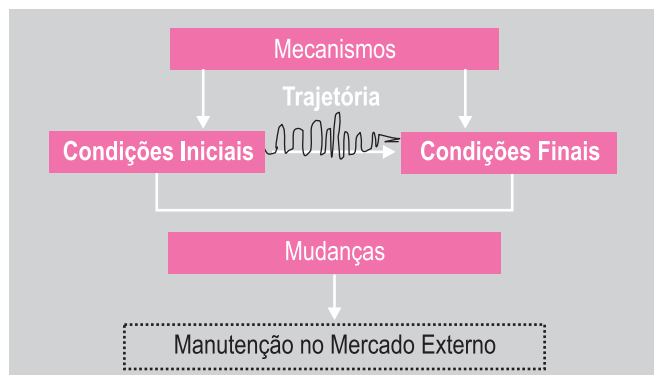 Mecanismos
Trajetória
Condições Iniciais
Condições Finais
Mudanças
Manutenção no Mercado Externo